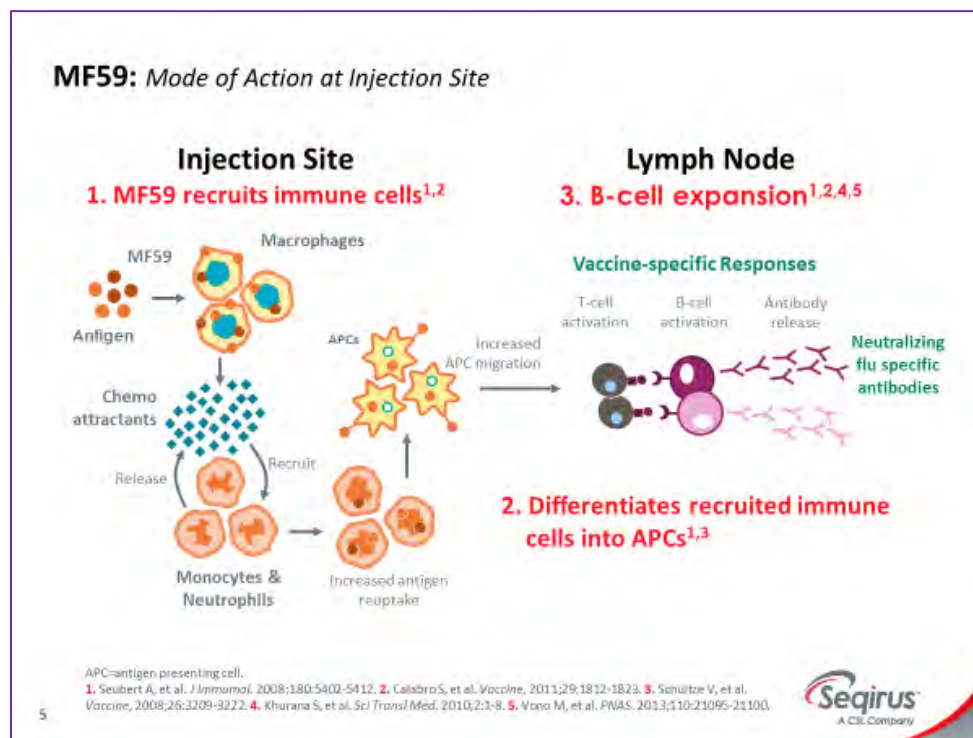 MF59: Mode of Action at Injection Site
Injection Site
1. MF59 recruits immune cells1,2
Macrophages
MF59
Antigen
Chemo
attractants
Release
Recruit
Monocytes &
Neutrophils
Increased antigen
reuptake
APCs
Increased
APC migration
Lymph Node
3. B-cell expansion1,2,4,5
Vaccine-specific Responses
T-cell
activation
B-cell
activation
Antibody
release
Neutralizing
flu specific
antibodies
2. Differentiates recruited immune
cells into APCs1,3
APC=antigen presenting cell.
1. Seubert A, et al. J Immunol. 2008;180:5402-5412. 2. Calabro S, et al. Vaccine. 2011;29:1812-1823. 3. Schultze V, et al.
Vaccine, 2008;26:3209-3222. 4. Khurana S, et al. Sci Transl Med. 2010;2:1-8. 5. Vono M, et al. PNAS. 2013;110:21095-21100.
5
Seqirus
A CSL Company